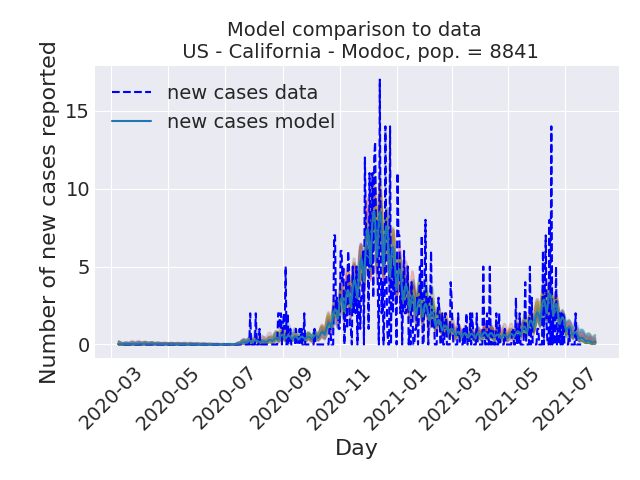 Model comparison to data
US - California - Modoc, pop. = 8841
Number of new cases reported
15
10
5
0
new cases data
new cases model
2020-03
2020-05
2020-07
2020-09
2020-11
2021-01
2021-03
2021-05
2021-07
Day